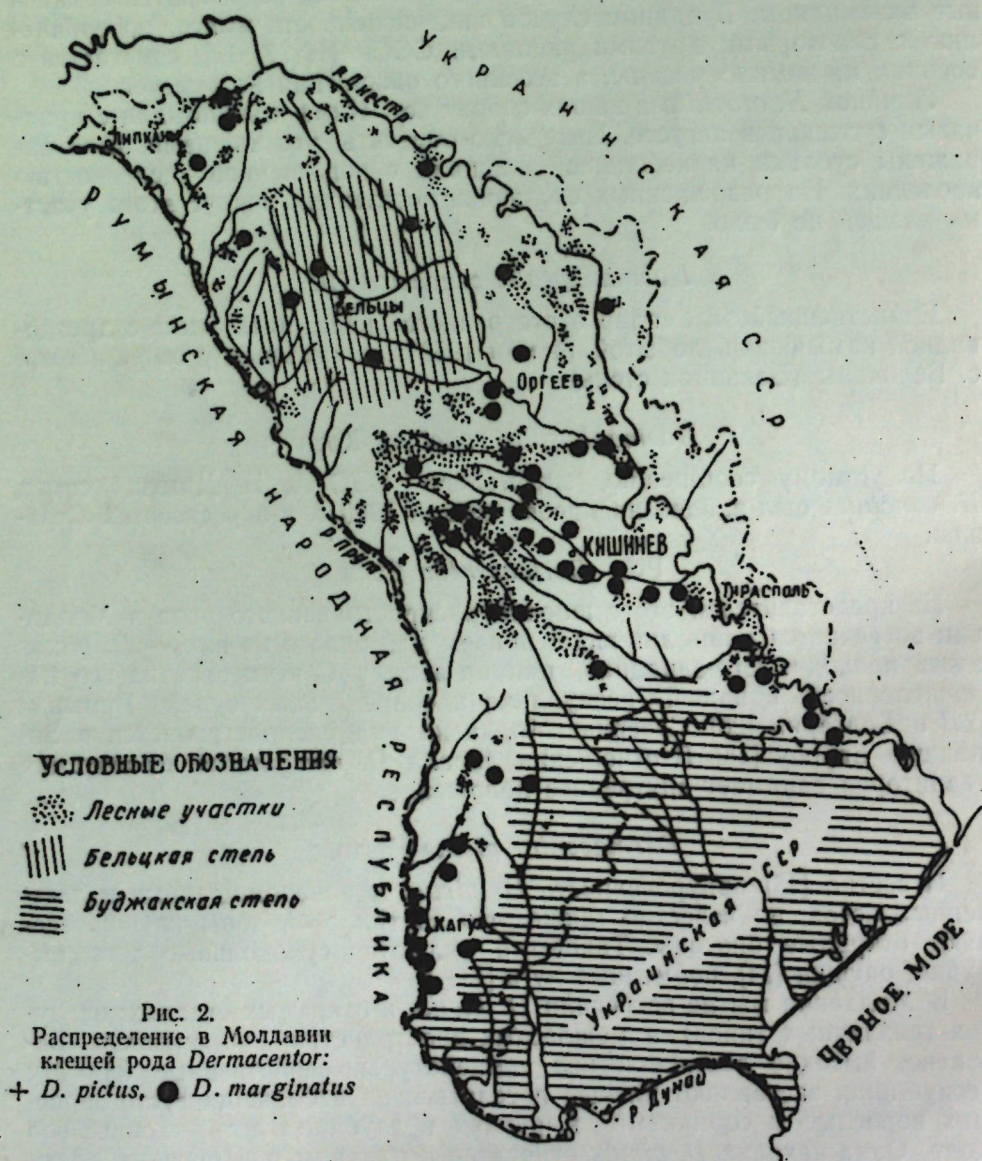 УКРАИНСКАЯ ССР
р. Днестр
Липканы
РУМЫНСКАЯ НАРОДНАЯ РЕСПУБЛИКА
Бельцы
Оргеев
р. Прут
КИШИНЕВ
Тирасполь
Кагул
Украинская ССР
р. Дунай
ЧЕРНОЕ МОРЕ
УСЛОВНЫЕ ОБОЗНАЧЕНИЯ
Лесные участки
Бельцкая степь
Буджакская степь
Рис. 2.
Распределение в Молдавии
клещей рода Dermacentor:
+ D. pictus, ● D. marginatus